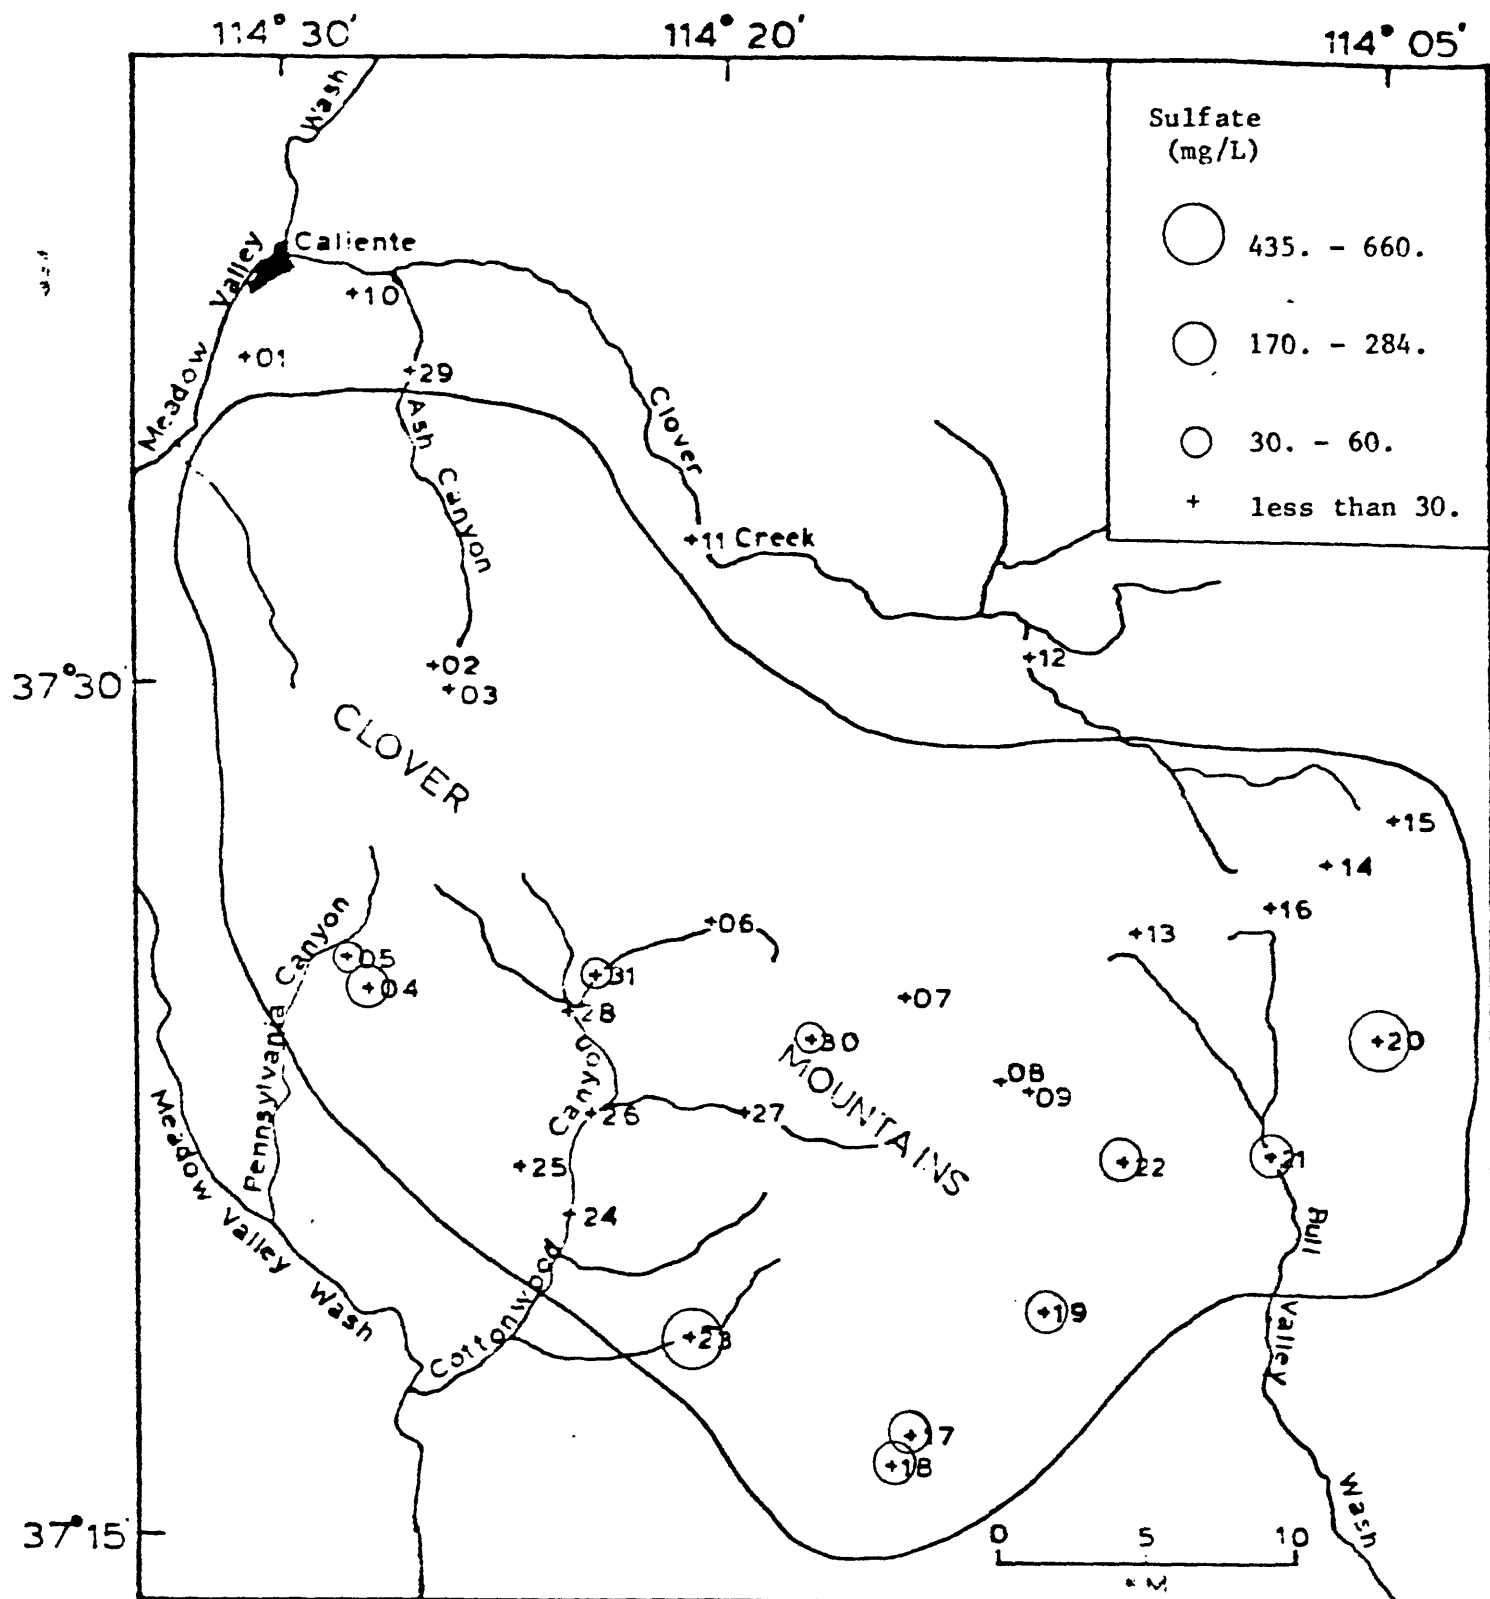 114° 30'
114° 20'
114° 05'
Wash
Sulfate
(mg/L)
435. - 660.
170. - 284.
30. - 60.
+ less than 30.
Caliente
Meadow Valley
+10
+01
+29
Ash Canyon
Clover
+11 Creek
+12
37°30
+02
+03
CLOVER
+15
+14
+16
+13
+06
Pennsylvania Canyon
+05
+04
+31
+28
+07
+30
+20
MOUNTAINS
+08
+09
Cottonwood Canyon
+26
+27
+25
+22
+21
+24
Meadow Valley Wash
Bull Valley Wash
+19
+23
+17
+18
37°15
0 5 10
KM